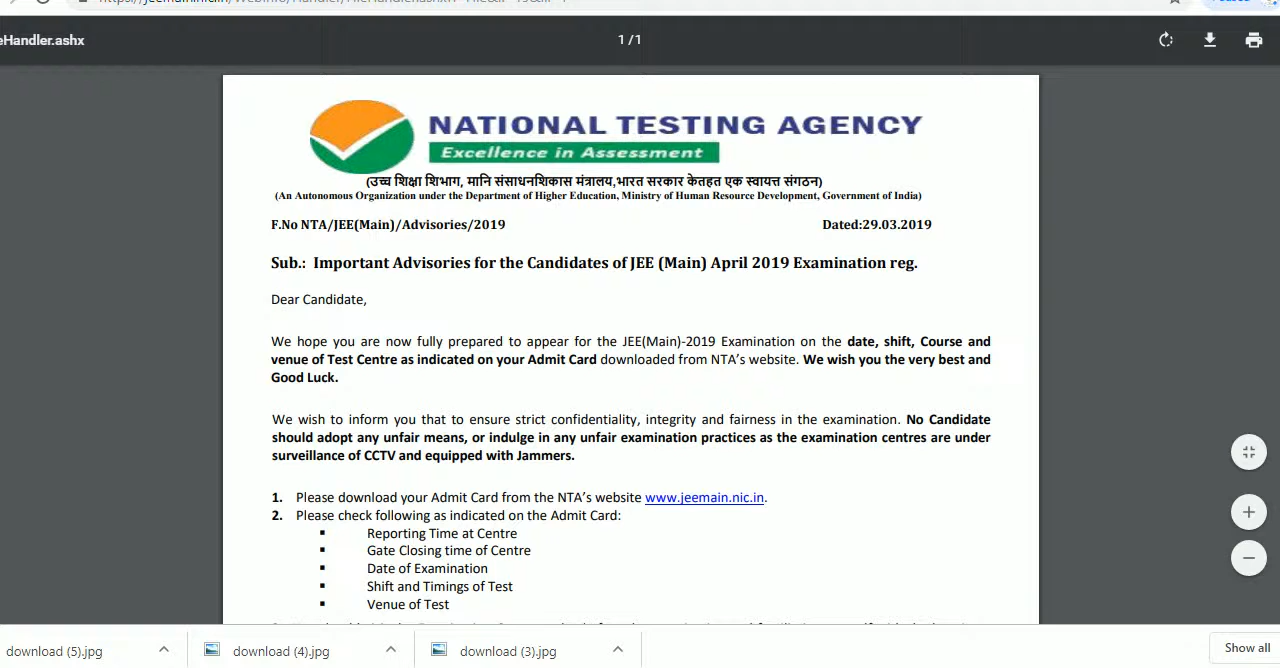 eHandler.ashx
1 / 1
NATIONAL TESTING AGENCY
Excellence in Assessment
(उच्च शिक्षा शिभाग, मानि संसाधनशिकास मंत्रालय,भारत सरकार केतहत एक स्वायत्त संगठन)
(An Autonomous Organization under the Department of Higher Education, Ministry of Human Resource Development, Government of India)
F.No NTA/JEE(Main)/Advisories/2019 Dated:29.03.2019
Sub.: Important Advisories for the Candidates of JEE (Main) April 2019 Examination reg.
Dear Candidate,
We hope you are now fully prepared to appear for the JEE(Main)-2019 Examination on the date, shift, Course and
venue of Test Centre as indicated on your Admit Card downloaded from NTA's website. We wish you the very best and
Good Luck.
We wish to inform you that to ensure strict confidentiality, integrity and fairness in the examination. No Candidate
should adopt any unfair means, or indulge in any unfair examination practices as the examination centres are under
surveillance of CCTV and equipped with Jammers.
1. Please download your Admit Card from the NTA's website www.jeemain.nic.in.
2. Please check following as indicated on the Admit Card:
▪ Reporting Time at Centre
▪ Gate Closing time of Centre
▪ Date of Examination
▪ Shift and Timings of Test
▪ Venue of Test
download (5).jpg
download (4).jpg
download (3).jpg
Show all